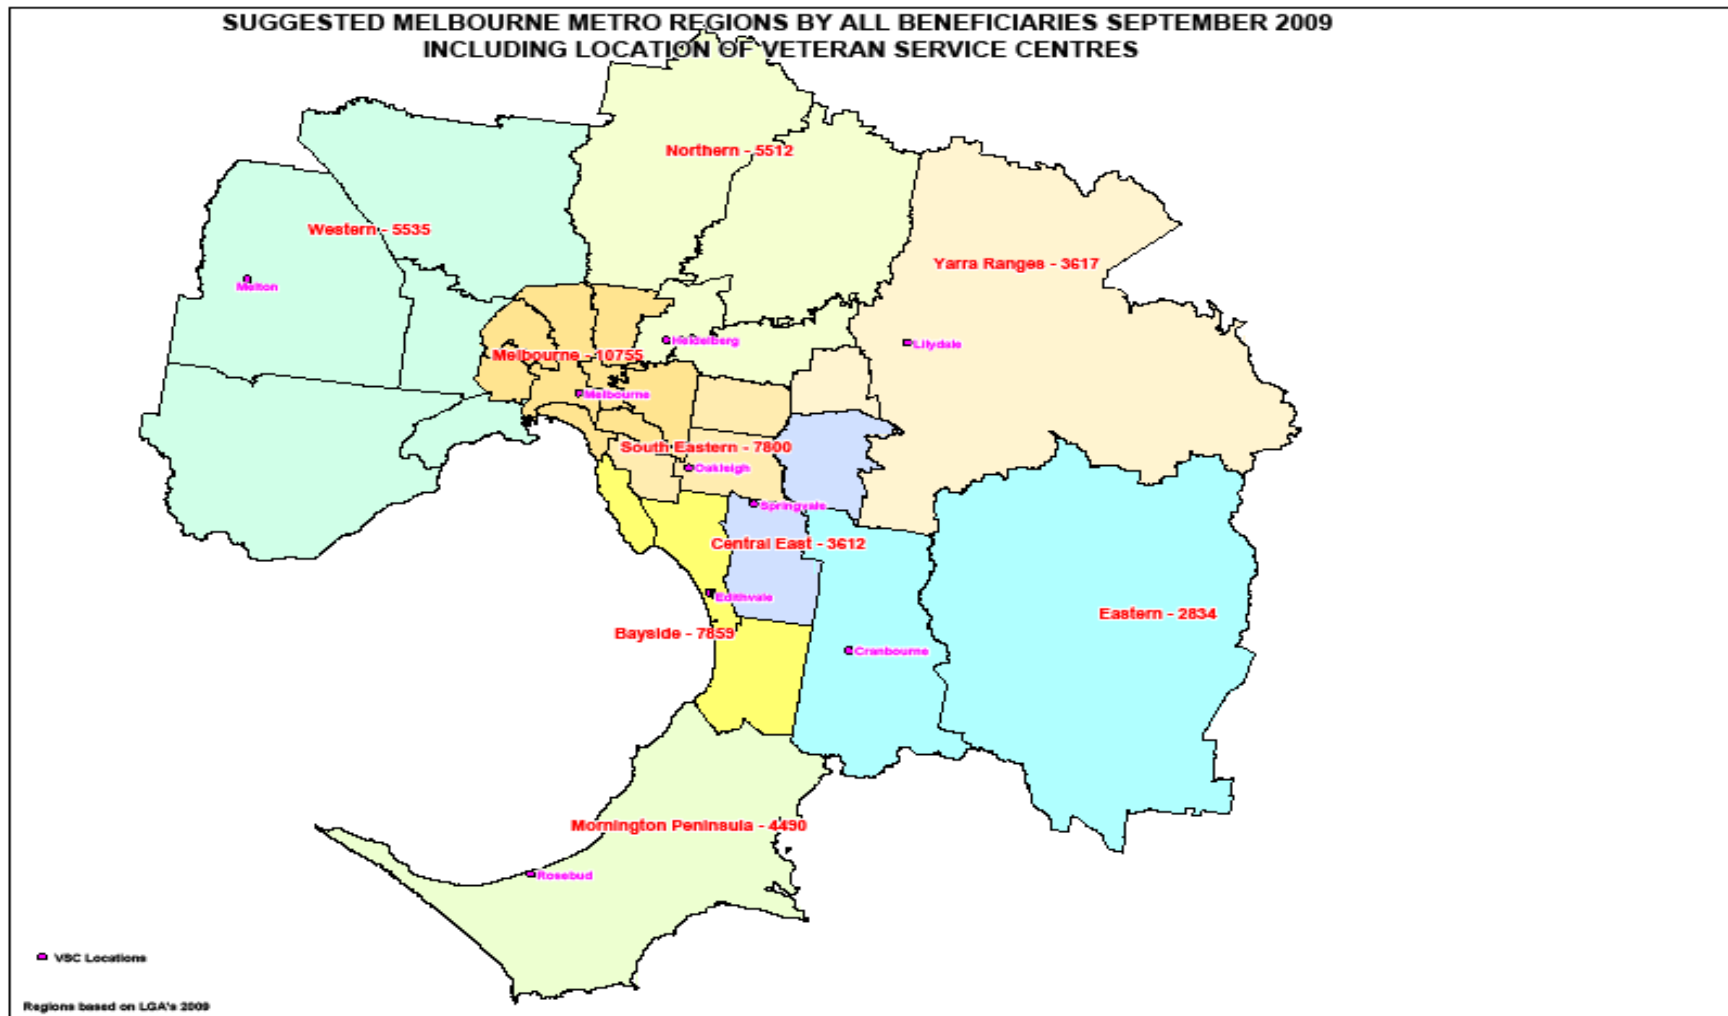 SUGGESTED MELBOURNE METRO REGIONS BY ALL BENEFICIARIES SEPTEMBER 2009
INCLUDING LOCATION OF VETERAN SERVICE CENTRES
Northern - 5512
Western - 5535
Yarra Ranges - 3617
Melton
Heidelberg
Lilydale
Melbourne - 10755
Melbourne
South Eastern - 7800
Oakleigh
Springvale
Central East - 3612
Edithvale
Eastern - 2834
Bayside - 7859
Cranbourne
Mornington Peninsula - 4490
Rosebud
VSC Locations
Regions based on LGA's 2009